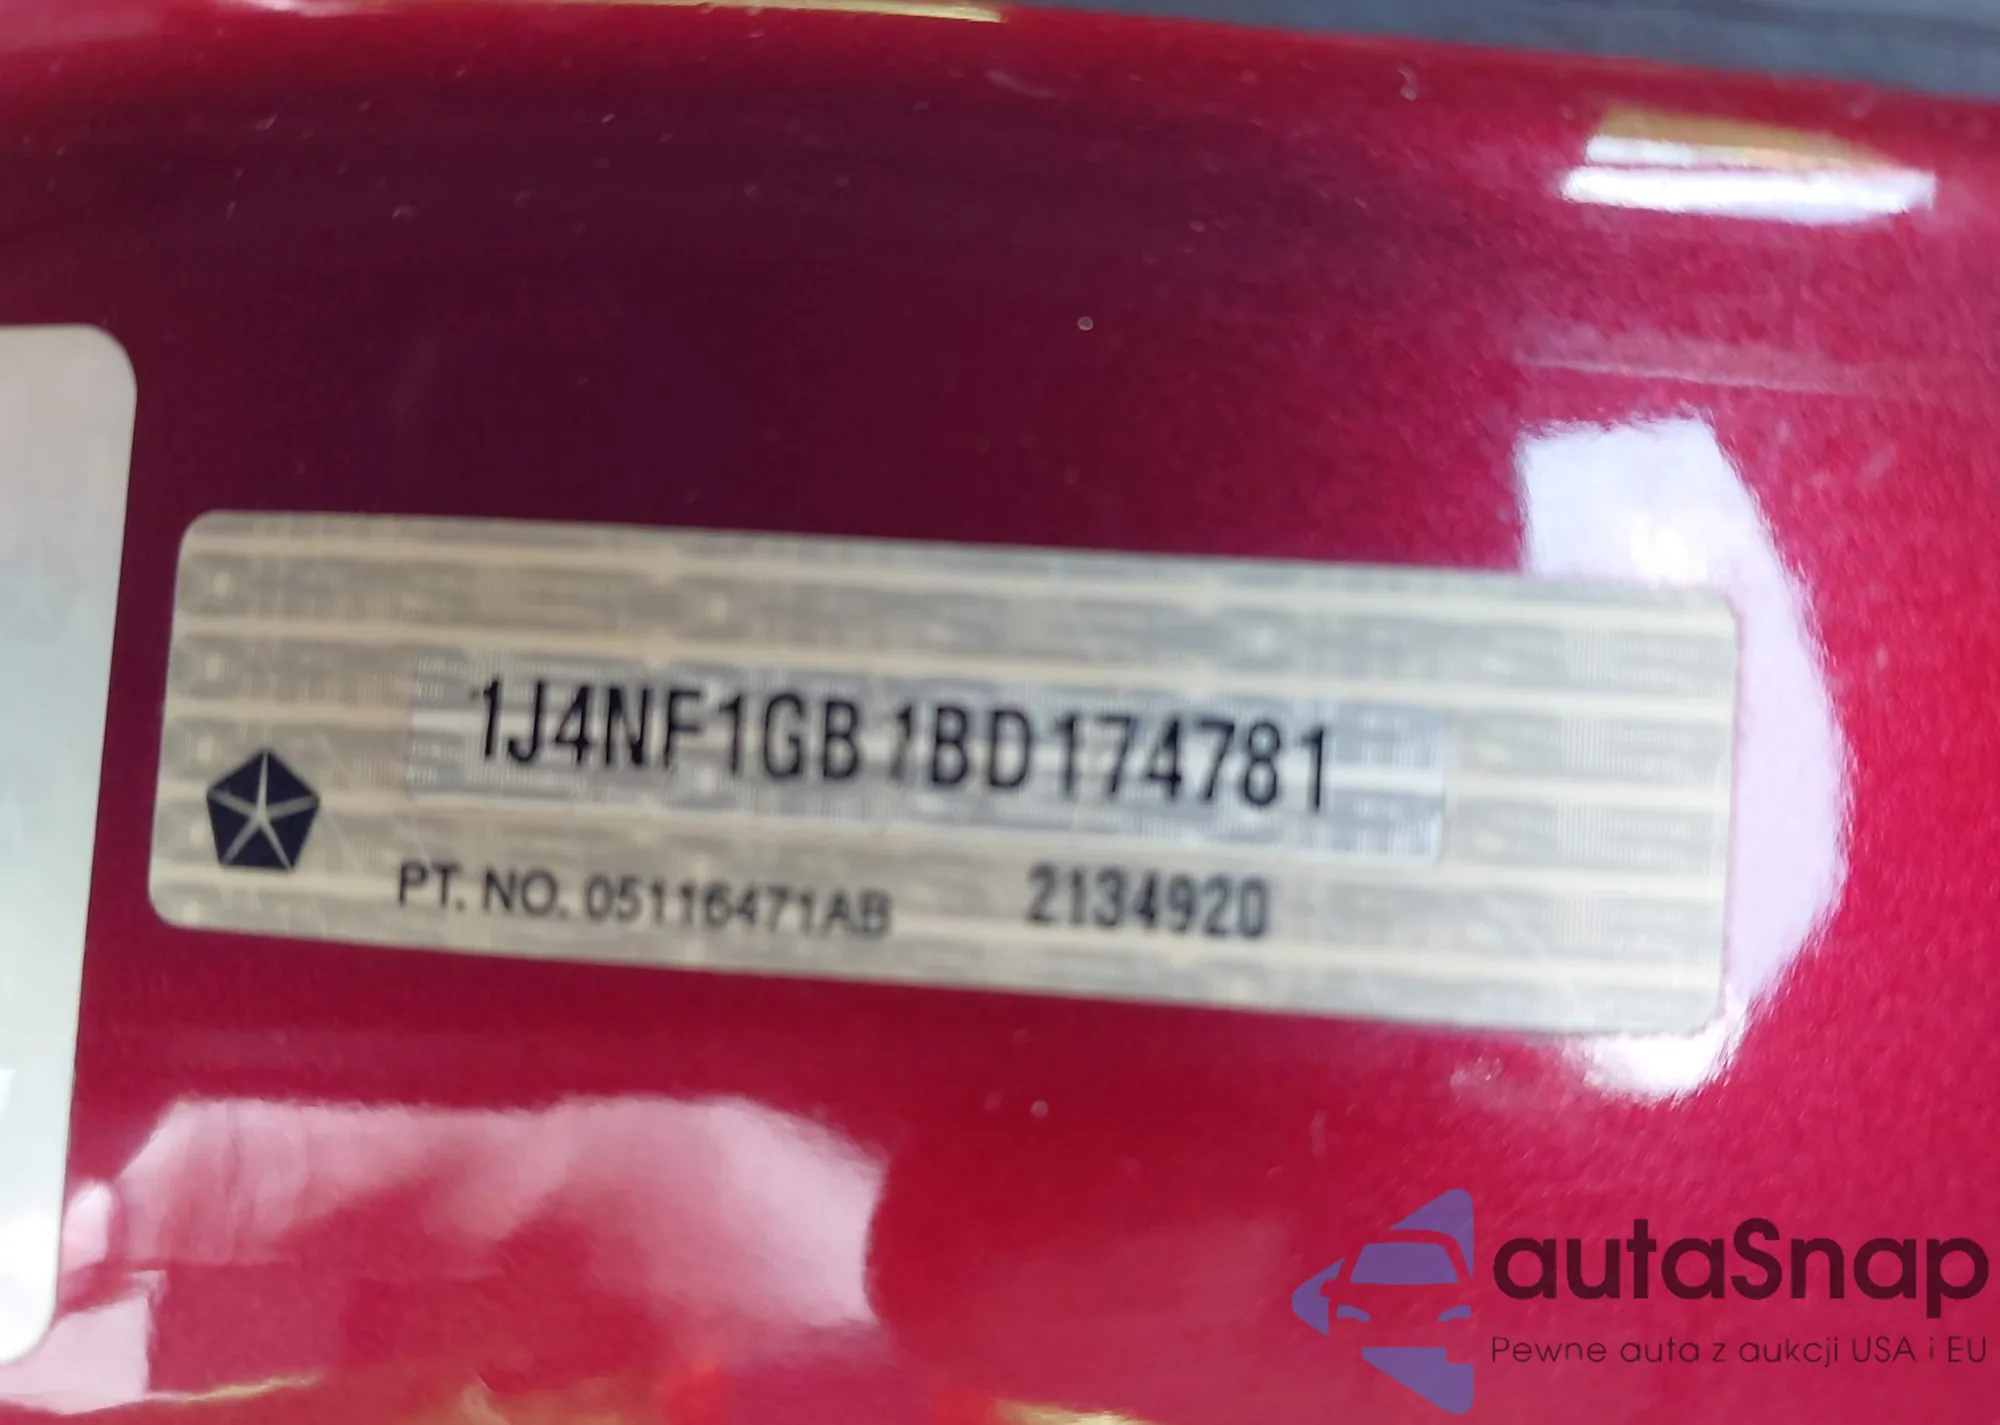 1J4NF1GB1BD174781
PT. NO. 05116471AB 2134920
autaSnap
Pewne auta z aukcji USA i EU